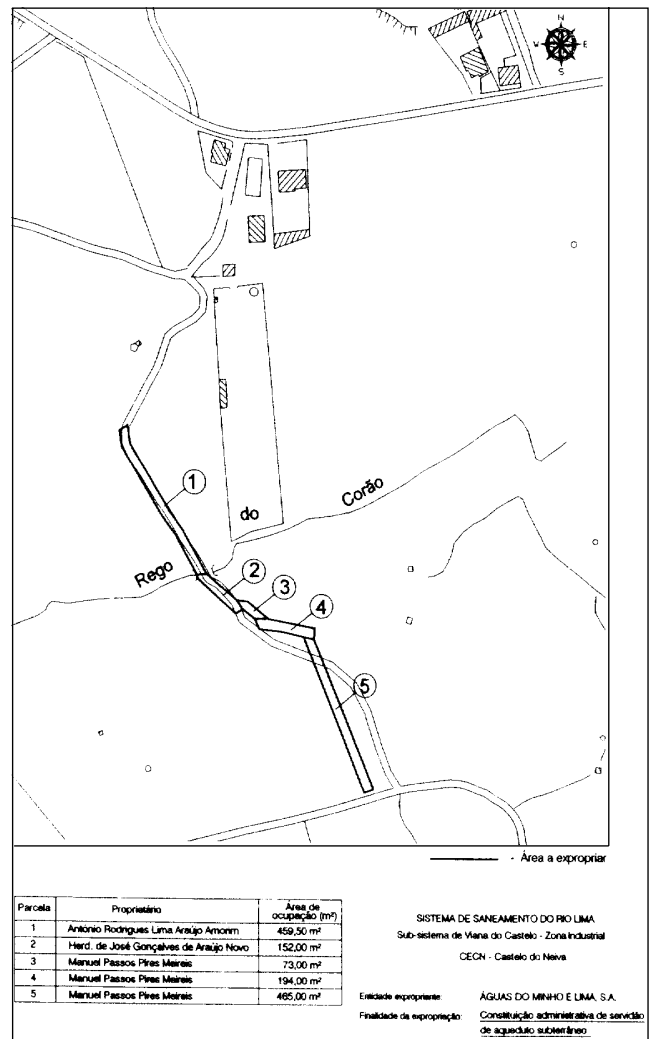 N
W E
S
1
do
Corão
Rego
2
3
4
5
- Área a expropriar
Parcela Proprietário Área de ocupação (m²)
1 António Rodrigues Lima Araújo Amorim 459,50 m²
2 Herd. de José Gonçalves de Araújo Novo 152,00 m²
3 Manuel Passos Pires Meireis 73,00 m²
4 Manuel Passos Pires Meireis 194,00 m²
5 Manuel Passos Pires Meireis 465,00 m²
SISTEMA DE SANEAMENTO DO RIO LIMA
Sub-sistema de Viana do Castelo - Zona Industrial
CECN - Castelo do Neiva
Entidade expropriante: ÁGUAS DO MINHO E LIMA, S.A.
Finalidade da expropriação: Constituição administrativa de servidão
de aqueduto subterrâneo